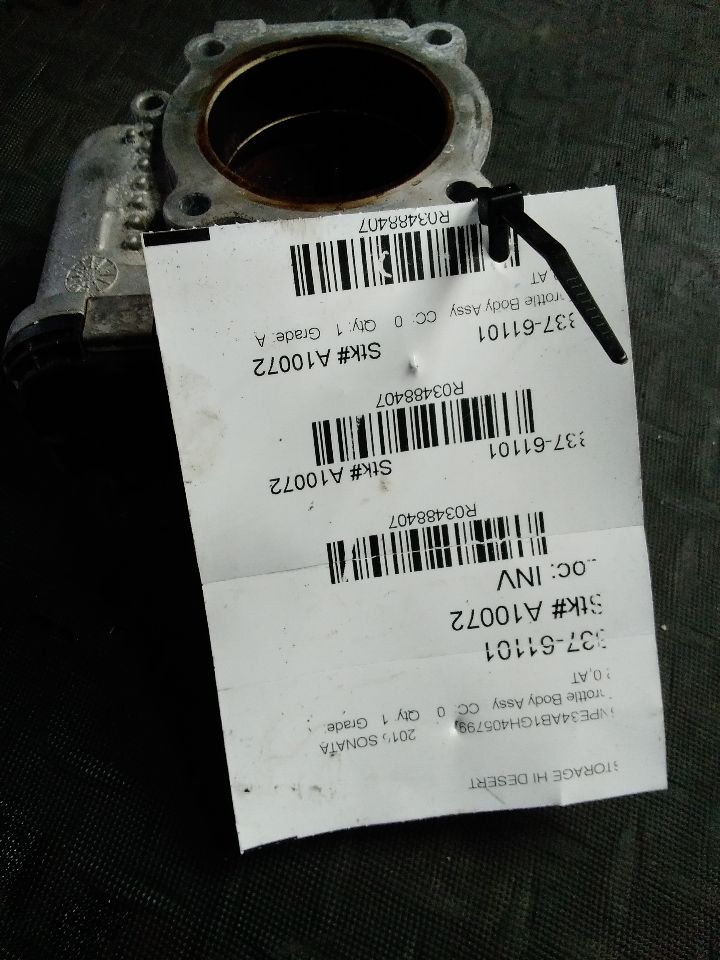 STORAGE HI DESERT
NPE34AB1GH405799 SONATA
Throttle Body Assy CC: 0 Qty: 1 Grade:
2.0,AT
337-61101
Stk# A10072
Loc: INV
R03488407
337-61101 Stk# A10072
R03488407
337-61101 Stk# A10072
Throttle Body Assy CC: 0 Qty: 1 Grade: A
0,AT
R03488407